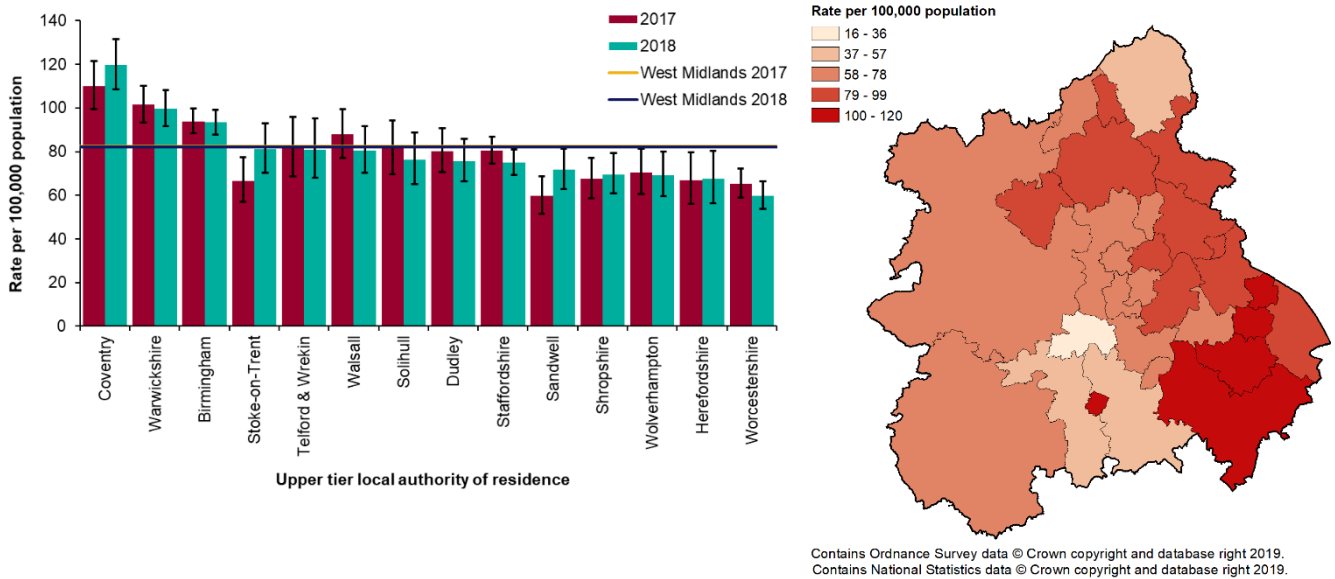 140
120
100
80
60
40
20
0
Rate per 100,000 population
2017
2018
West Midlands 2017
West Midlands 2018
Coventry
Warwickshire
Birmingham
Stoke-on-Trent
Telford & Wrekin
Walsall
Solihull
Dudley
Staffordshire
Sandwell
Shropshire
Wolverhampton
Herefordshire
Worcestershire
Upper tier local authority of residence
Rate per 100,000 population
16 - 36
37 - 57
58 - 78
79 - 99
100 - 120
Contains Ordnance Survey data © Crown copyright and database right 2019.
Contains National Statistics data © Crown copyright and database right 2019.